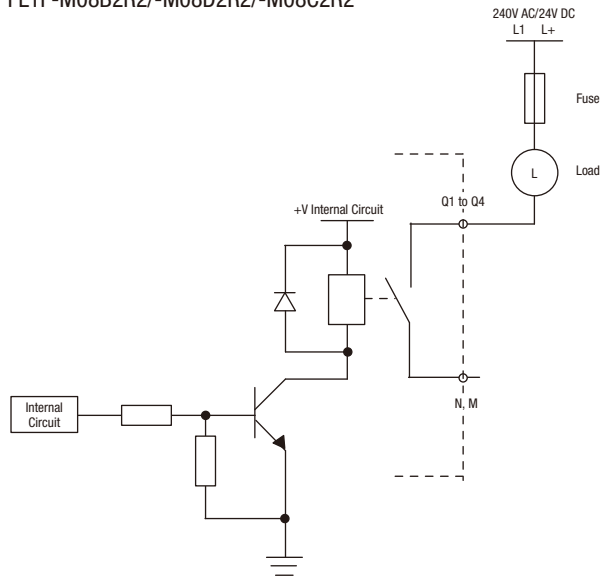 240V AC/24V DC
L1 L+
Fuse
L
Load
Q1 to Q4
+V Internal Circuit
N, M
Internal
Circuit